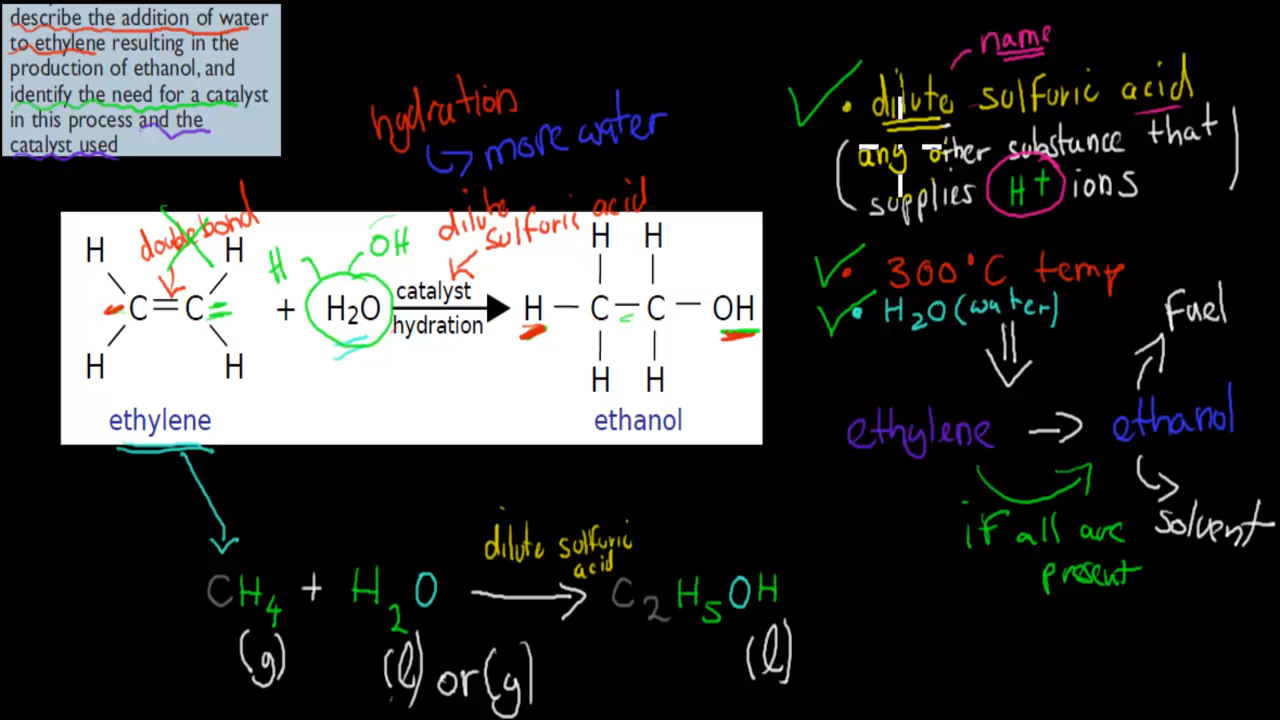 describe the addition of water
to ethylene resulting in the
production of ethanol, and
identify the need for a catalyst
in this process and the
catalyst used
hydration
more water
name
• dilute sulfuric acid
(any other substance that
supplies H+ ions)
• 300°C temp
• H2O (water)
Fuel
ethylene → ethanol
if all are
present
solvent
double bond
H OH
dilute
sulfuric acid
H H H H
C=C + H2O catalyst H — C — C — OH
hydration
H H H H
ethylene ethanol
dilute sulfuric
acid
CH4 + H2O → C2H5OH
(g) (l) or (g) (l)